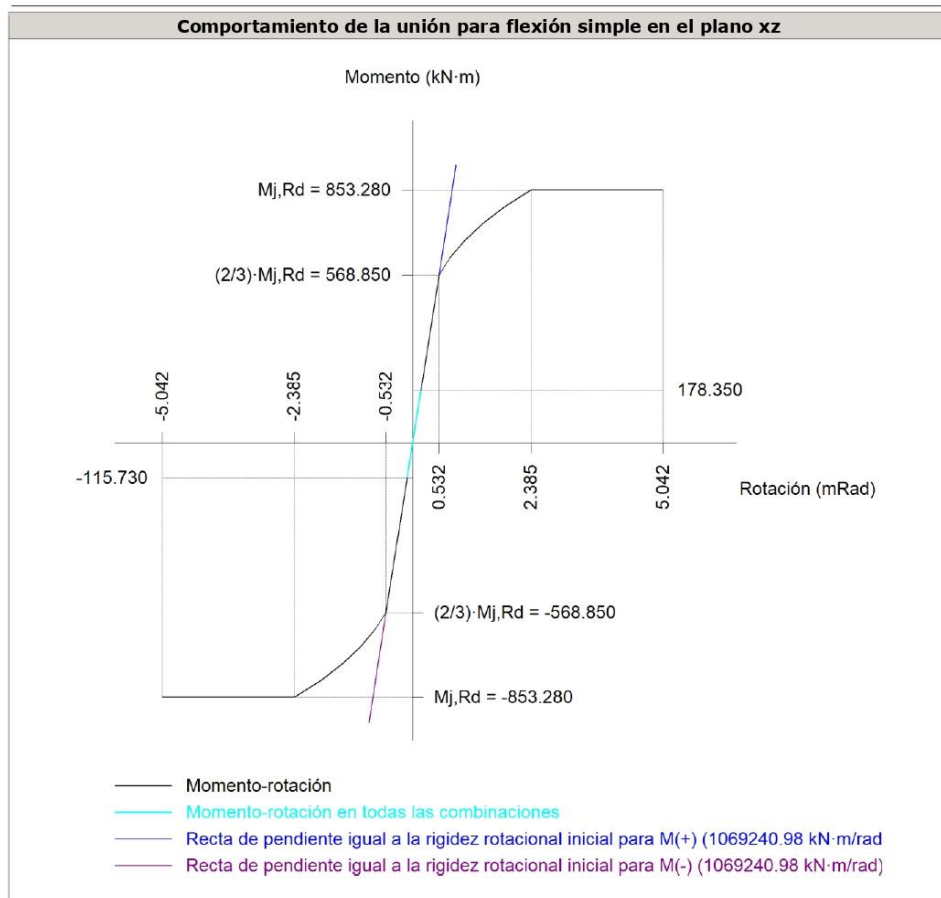 Comportamiento de la unión para flexión simple en el plano xz
Momento (kN·m)
Mj,Rd = 853.280
(2/3)·Mj,Rd = 568.850
-5.042
-2.385
-0.532
178.350
-115.730
0.532
2.385
5.042
Rotación (mRad)
(2/3)·Mj,Rd = -568.850
Mj,Rd = -853.280
Momento-rotación
Momento-rotación en todas las combinaciones
Recta de pendiente igual a la rigidez rotacional inicial para M(+) (1069240.98 kN·m/rad
Recta de pendiente igual a la rigidez rotacional inicial para M(-) (1069240.98 kN·m/rad)